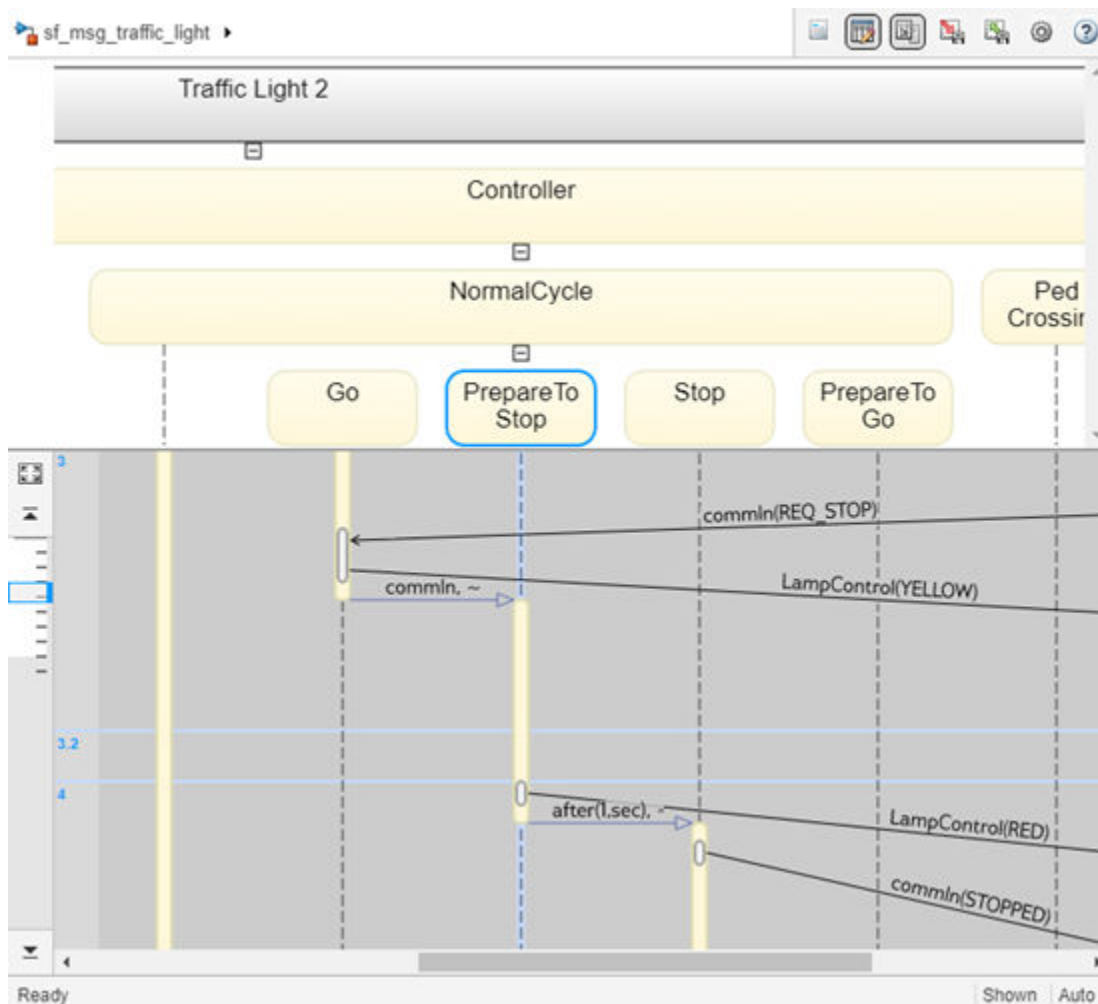 sf_msg_traffic_light
Traffic Light 2
Controller
NormalCycle
Ped
Go
PrepareTo
Stop
Stop
PrepareTo
Go
3
commIn(REQ_STOP)
LampControl(YELLOW)
commIn, ~
3.2
4
after(1,sec), ~
LampControl(RED)
commIn(STOPPED)
Ready
Shown
Auto